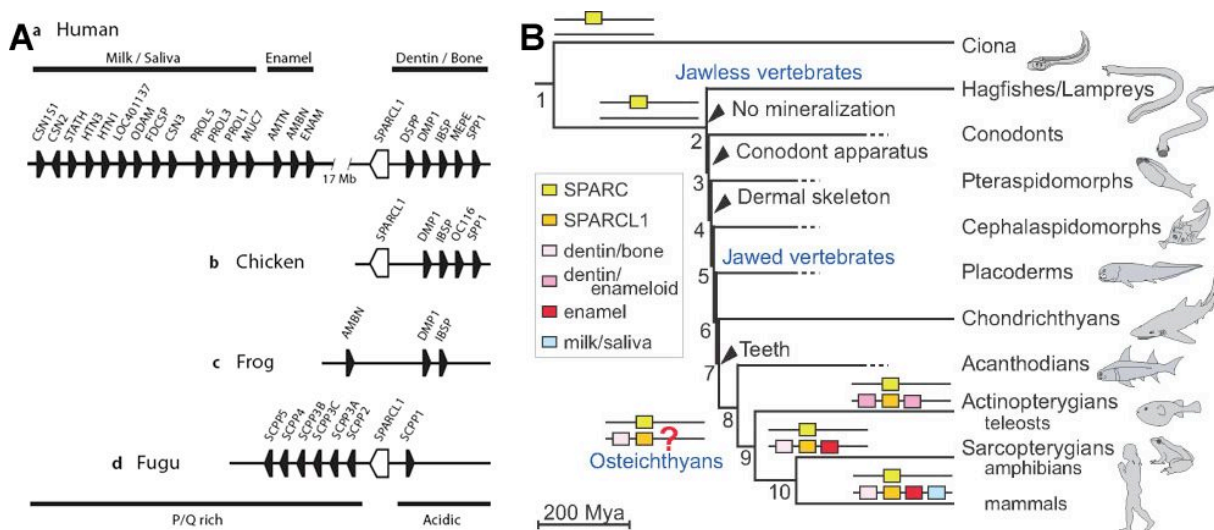 A
a Human
Milk / Saliva
Enamel
Dentin / Bone
CSN1S1
CSN2
STATH
HTN3
HTN1
LOC401137
ODAM
FDCSP
CSN3
PROL5
PROL3
PROL1
MUC7
AMTN
AMBN
ENAM
SPARCL1
DSPP
DMP1
IBSP
MEPE
SPP1
17 Mb
b Chicken
SPARCL1
DMP1
IBSP
OC116
SPP1
c Frog
AMBN
DMP1
IBSP
d Fugu
SCPP5
SCPP4
SCPP3B
SCPP3C
SCPP3A
SCPP2
SPARCL1
SCPP1
P/Q rich
Acidic
B
Ciona
Jawless vertebrates
Hagfishes/Lampreys
1
No mineralization
Conodonts
2
Conodont apparatus
Pteraspidomorphs
3
Dermal skeleton
Cephalaspidomorphs
4
Jawed vertebrates
Placoderms
5
Chondrichthyans
6
Teeth
Acanthodians
7
Actinopterygians
teleosts
8
Sarcopterygians
amphibians
9
mammals
10
SPARC
SPARCL1
dentin/bone
dentin/
enameloid
enamel
milk/saliva
?
Osteichthyans
200 Mya